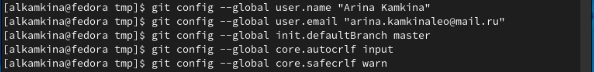 [alkamkina@fedora tmp]$ git config --global user.name "Arina Kamkina"
[alkamkina@fedora tmp]$ git config --global user.email "arina.kamkinaleo@mail.ru"
[alkamkina@fedora tmp]$ git config --global init.defaultBranch master
[alkamkina@fedora tmp]$ git config --global core.autocrlf input
[alkamkina@fedora tmp]$ git config --global core.safecrlf warn